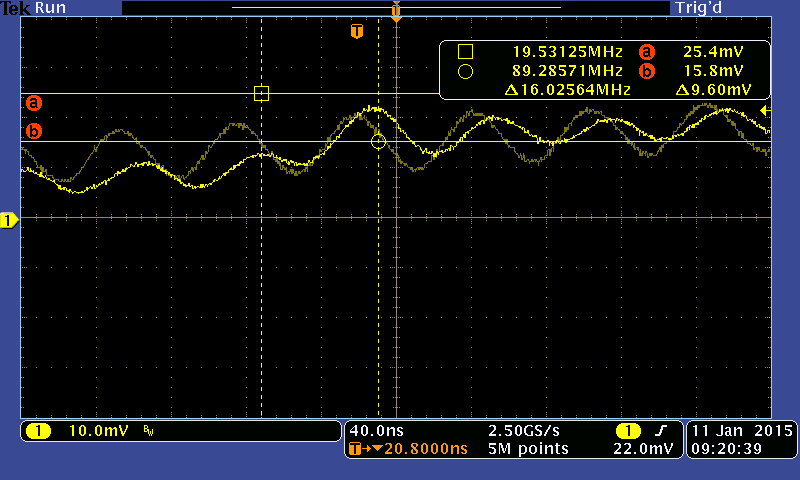 Tek Run Trig'd
T
T
19.53125MHz a 25.4mV
89.28571MHz b 15.8mV
Δ16.02564MHz Δ9.60mV
a
b
1
1 10.0mV BW
40.0ns 2.50GS/s 1 22.0mV
T→▼20.8000ns 5M points
11 Jan 2015
09:20:39